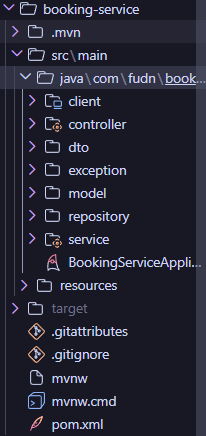 booking-service
.mvn
src\main
java\com\fudn\book...
client
controller
dto
exception
model
repository
service
BookingServiceAppli...
resources
target
.gitattributes
.gitignore
mvnw
mvnw.cmd
pom.xml